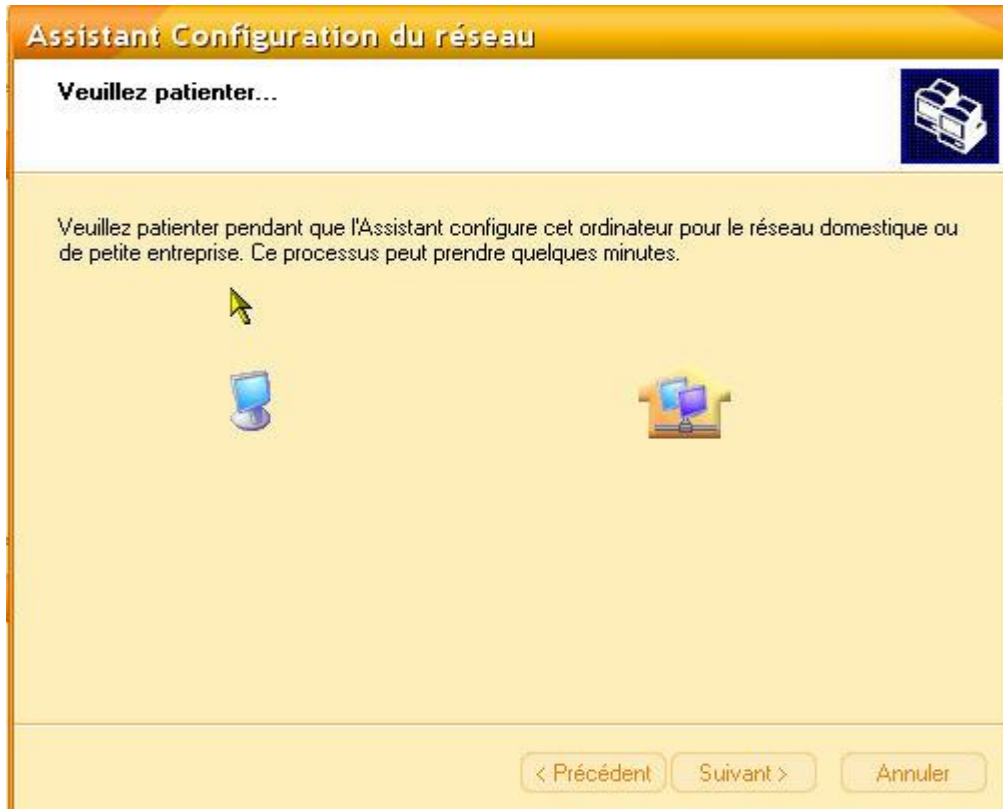 Assistant Configuration du réseau
Veuillez patienter...
Veuillez patienter pendant que l'Assistant configure cet ordinateur pour le réseau domestique ou
de petite entreprise. Ce processus peut prendre quelques minutes.
< Précédent Suivant > Annuler